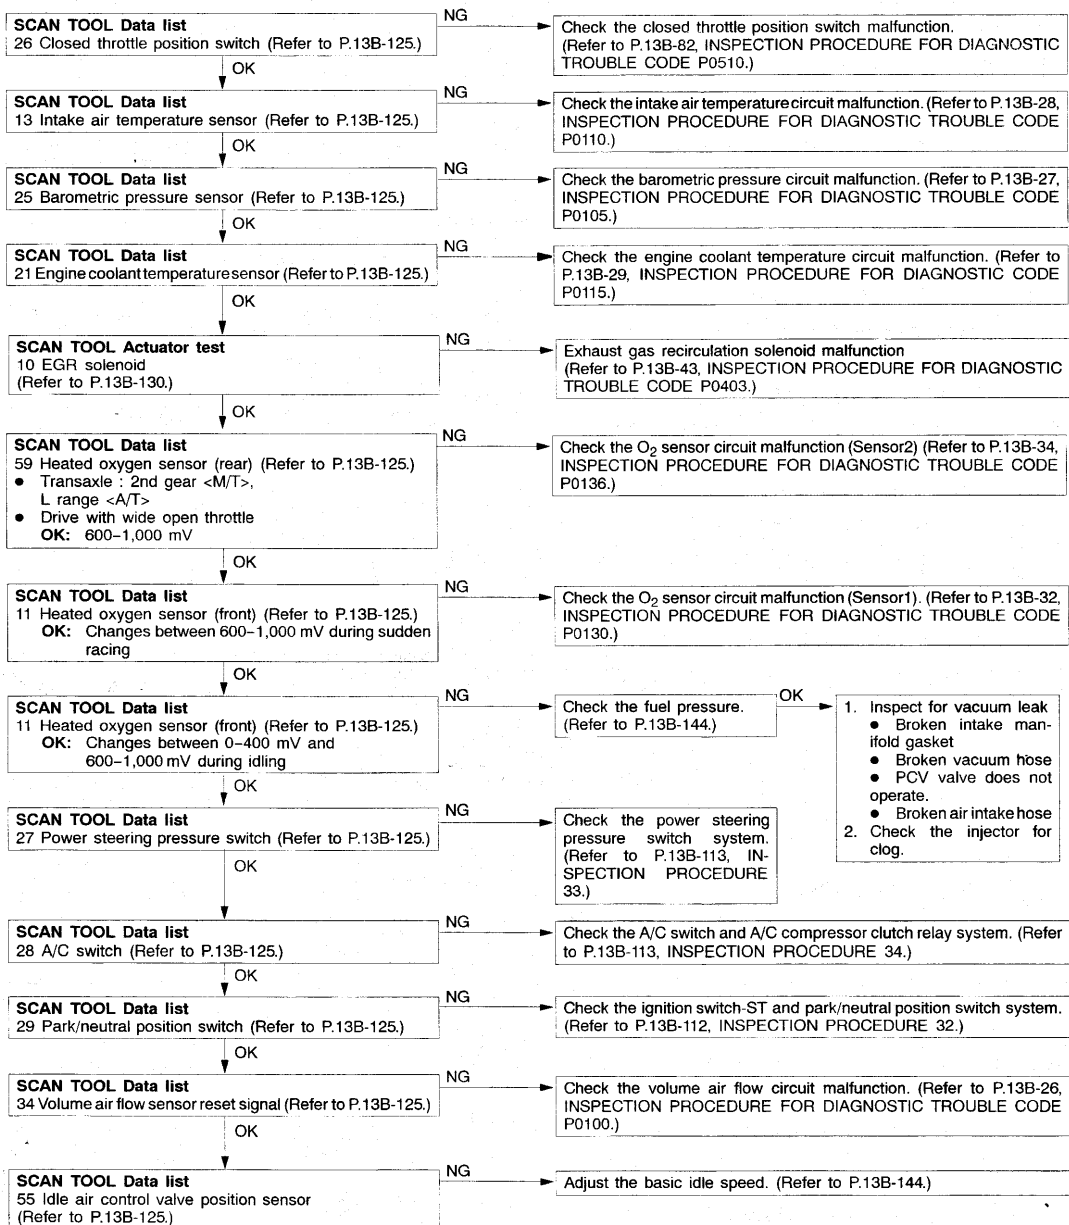 SCAN TOOL Data list
26 Closed throttle position switch (Refer to P.13B-125.)
NG
Check the closed throttle position switch malfunction.
(Refer to P.13B-82, INSPECTION PROCEDURE FOR DIAGNOSTIC
TROUBLE CODE P0510.)
OK
SCAN TOOL Data list
13 Intake air temperature sensor (Refer to P.13B-125.)
NG
Check the intake air temperature circuit malfunction. (Refer to P.13B-28,
INSPECTION PROCEDURE FOR DIAGNOSTIC TROUBLE CODE
P0110.)
OK
SCAN TOOL Data list
25 Barometric pressure sensor (Refer to P.13B-125.)
NG
Check the barometric pressure circuit malfunction. (Refer to P.13B-27,
INSPECTION PROCEDURE FOR DIAGNOSTIC TROUBLE CODE
P0105.)
OK
SCAN TOOL Data list
21 Engine coolant temperature sensor (Refer to P.13B-125.)
NG
Check the engine coolant temperature circuit malfunction. (Refer to
P.13B-29, INSPECTION PROCEDURE FOR DIAGNOSTIC CODE
P0115.)
OK
SCAN TOOL Actuator test
10 EGR solenoid
(Refer to P.13B-130.)
NG
Exhaust gas recirculation solenoid malfunction
(Refer to P.13B-43, INSPECTION PROCEDURE FOR DIAGNOSTIC
TROUBLE CODE P0403.)
OK
SCAN TOOL Data list
59 Heated oxygen sensor (rear) (Refer to P.13B-125.)
● Transaxle : 2nd gear <M/T>,
L range <A/T>
● Drive with wide open throttle
OK: 600–1,000 mV
NG
Check the O2 sensor circuit malfunction (Sensor2) (Refer to P.13B-34,
INSPECTION PROCEDURE FOR DIAGNOSTIC TROUBLE CODE
P0136.)
OK
SCAN TOOL Data list
11 Heated oxygen sensor (front) (Refer to P.13B-125.)
OK: Changes between 600–1,000 mV during sudden
racing
NG
Check the O2 sensor circuit malfunction (Sensor1). (Refer to P.13B-32,
INSPECTION PROCEDURE FOR DIAGNOSTIC TROUBLE CODE
P0130.)
OK
SCAN TOOL Data list
11 Heated oxygen sensor (front) (Refer to P.13B-125.)
OK: Changes between 0–400 mV and
600–1,000 mV during idling
NG
Check the fuel pressure.
(Refer to P.13B-144.)
OK
1. Inspect for vacuum leak
● Broken intake man-
ifold gasket
● Broken vacuum hose
● PCV valve does not
operate.
● Broken air intake hose
2. Check the injector for
clog.
OK
SCAN TOOL Data list
27 Power steering pressure switch (Refer to P.13B-125.)
NG
Check the power steering
pressure switch system.
(Refer to P.13B-113, IN-
SPECTION PROCEDURE
33.)
OK
SCAN TOOL Data list
28 A/C switch (Refer to P.13B-125.)
NG
Check the A/C switch and A/C compressor clutch relay system. (Refer
to P.13B-113, INSPECTION PROCEDURE 34.)
OK
SCAN TOOL Data list
29 Park/neutral position switch (Refer to P.13B-125.)
NG
Check the ignition switch-ST and park/neutral position switch system.
(Refer to P.13B-112, INSPECTION PROCEDURE 32.)
OK
SCAN TOOL Data list
34 Volume air flow sensor reset signal (Refer to P.13B-125.)
NG
Check the volume air flow circuit malfunction. (Refer to P.13B-26,
INSPECTION PROCEDURE FOR DIAGNOSTIC TROUBLE CODE
P0100.)
OK
SCAN TOOL Data list
55 Idle air control valve position sensor
(Refer to P.13B-125.)
NG
Adjust the basic idle speed. (Refer to P.13B-144.)